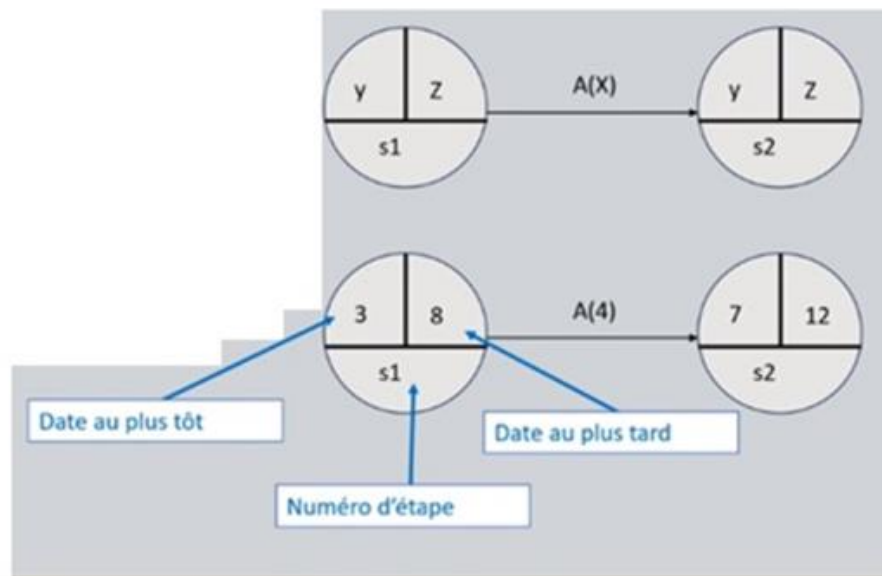 y Z A(X) y Z
s1 s2
3 8 A(4) 7 12
s1 s2
Date au plus tôt
Date au plus tard
Numéro d'étape